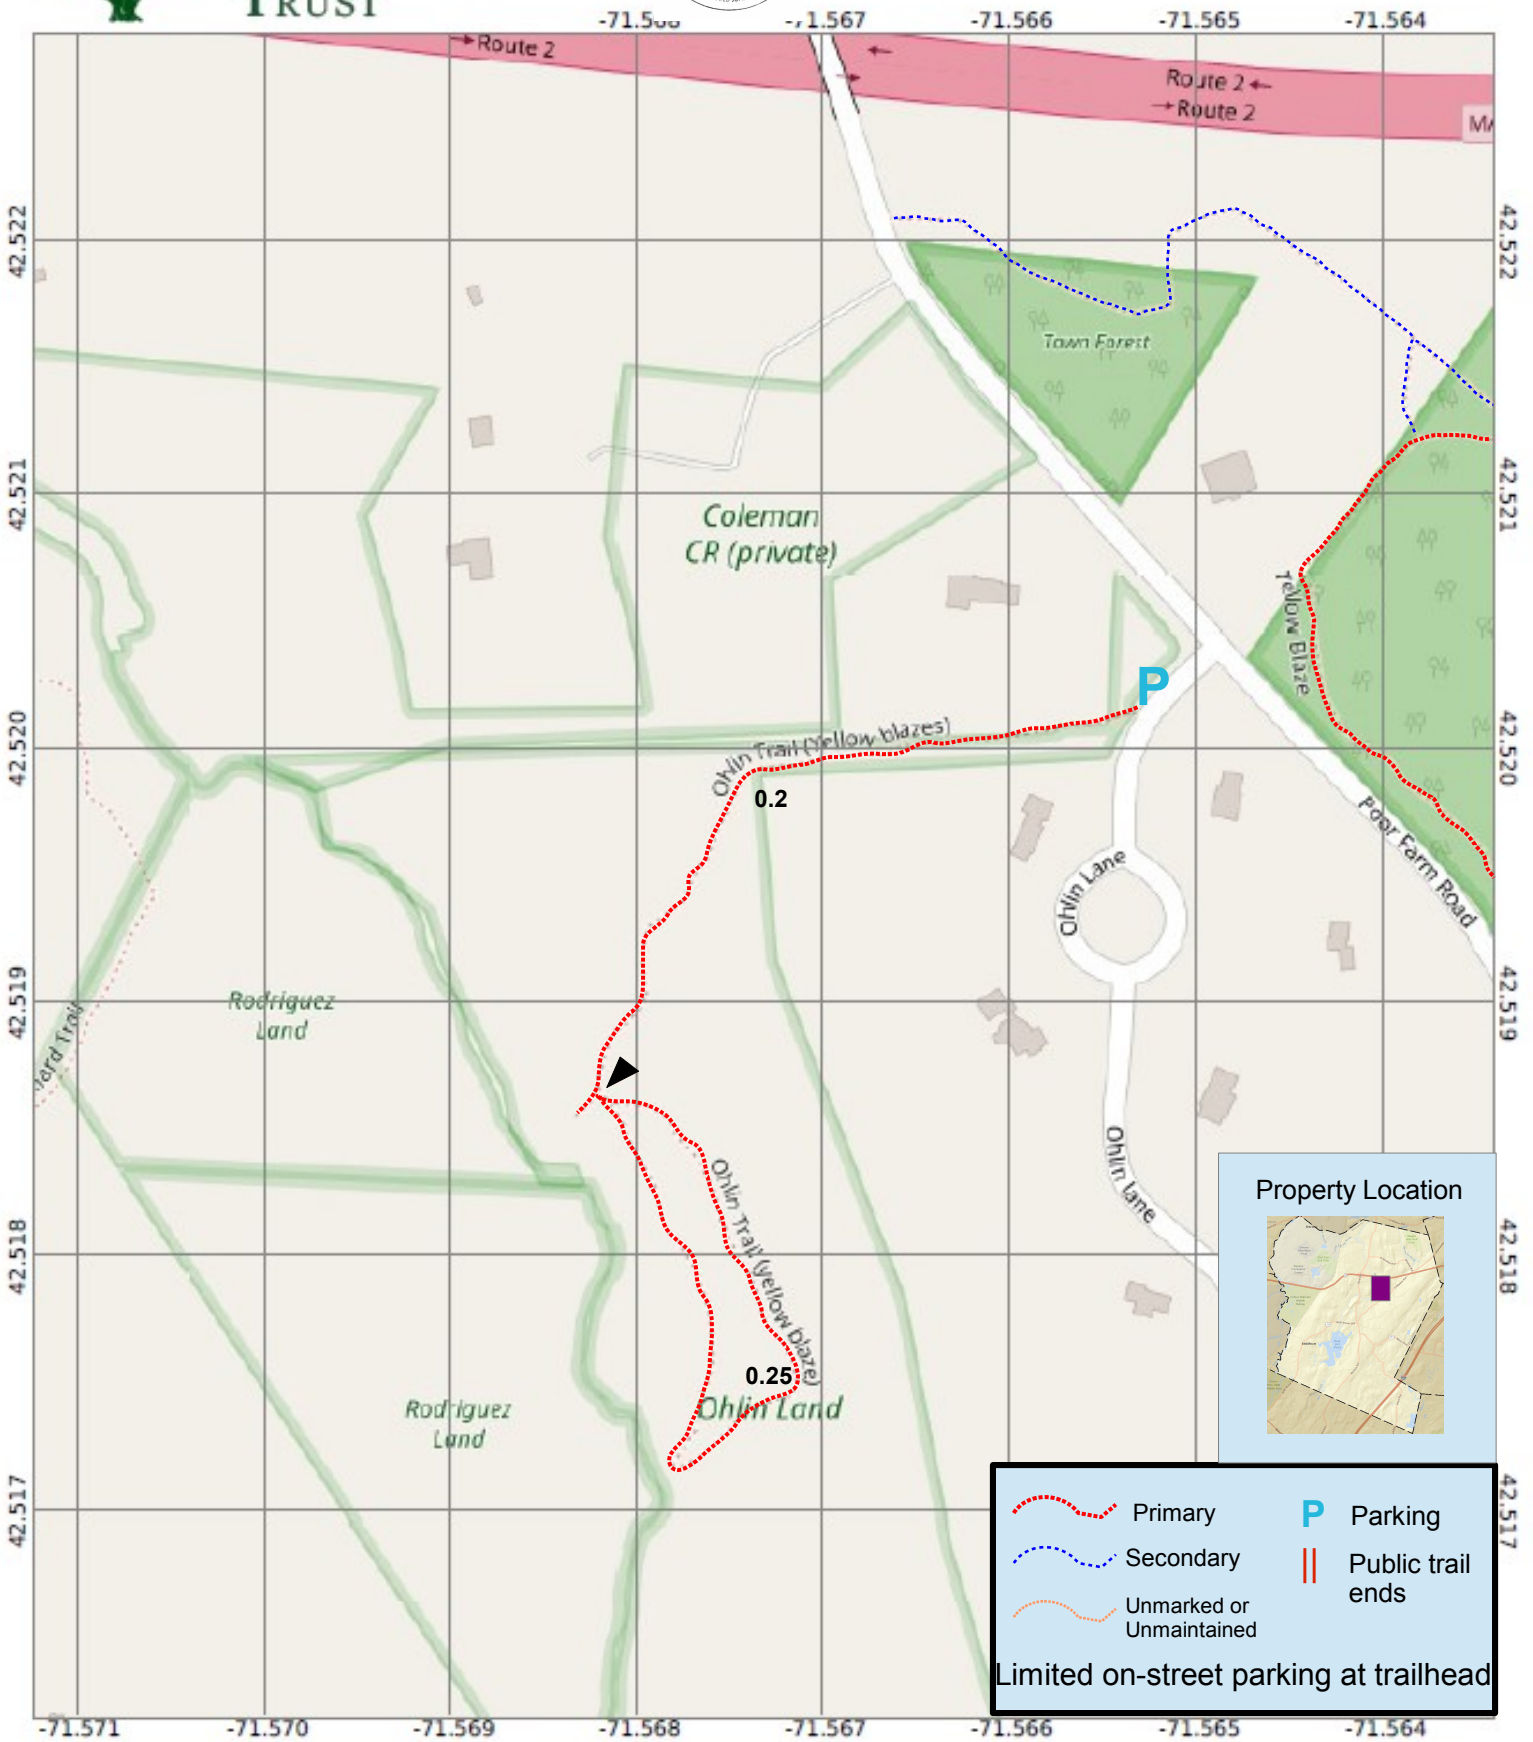 TRUST
-71.567
-71.566
-71.565
-71.564
Route 2
Route 2
Route 2
42.522
42.522
Town Forest
42.521
42.521
Coleman
CR (private)
Yellow Blaze
42.520
42.520
Ohlin Trail (Yellow blazes)
0.2
Poor Farm Road
Ohlin Lane
P
42.519
42.519
Rodriguez
Land
Trail
Ohlin lane
Ohlin Trail (yellow blaze)
42.518
42.518
0.25
Ohlin Land
Rodriguez
Land
42.517
42.517
Property Location
Primary
Secondary
Unmarked or
Unmaintained
P Parking
Public trail
ends
Limited on-street parking at trailhead
-71.571
-71.570
-71.569
-71.568
-71.567
-71.566
-71.565
-71.564